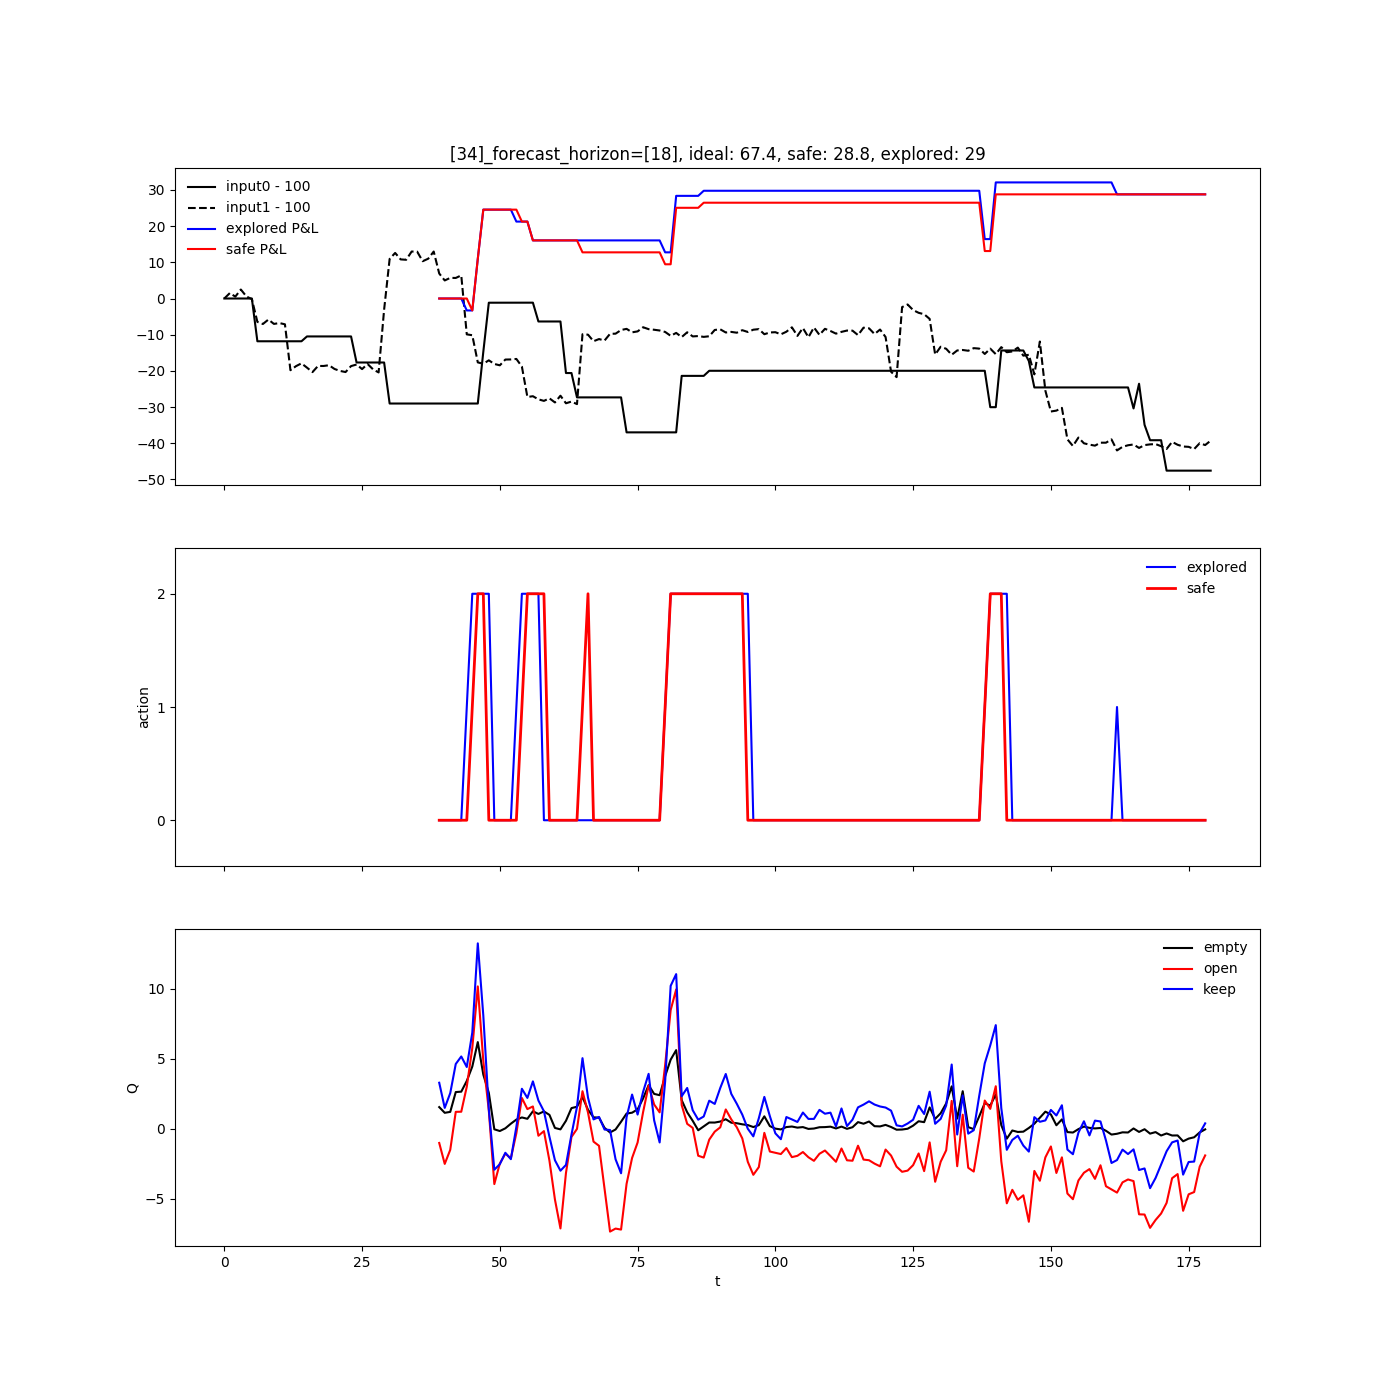 [34]_forecast_horizon=[18], ideal: 67.4, safe: 28.8, explored: 29
input0 - 100
input1 - 100
explored P&L
safe P&L
30
20
10
0
−10
−20
−30
−40
−50
explored
safe
action
2
1
0
empty
open
keep
Q
10
5
0
−5
0 25 50 75 100 125 150 175
t